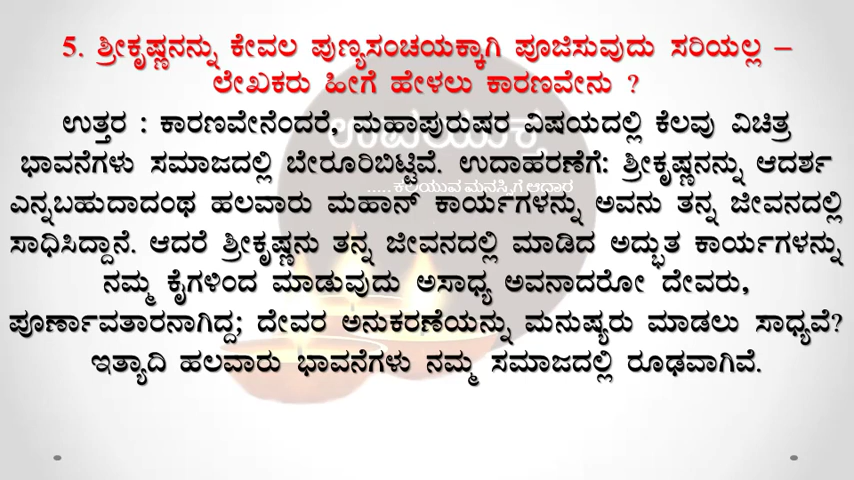 5. ಶ್ರೀಕೃಷ್ಣನನ್ನು ಕೇವಲ ಪುಣ್ಯಸಂಚಯಕ್ಕಾಗಿ ಪೂಜಿಸುವುದು ಸರಿಯಲ್ಲ –
ಲೇಖಕರು ಹೀಗೆ ಹೇಳಲು ಕಾರಣವೇನು ?
ಉತ್ತರ : ಕಾರಣವೇನೆಂದರೆ, ಮಹಾಪುರುಷರ ವಿಷಯದಲ್ಲಿ ಕೆಲವು ವಿಚಿತ್ರ
ಭಾವನೆಗಳು ಸಮಾಜದಲ್ಲಿ ಬೇರೂರಿಬಿಟ್ಟಿವೆ. ಉದಾಹರಣೆಗೆ: ಶ್ರೀಕೃಷ್ಣನನ್ನು ಆದರ್ಶ
.....ಕಲಿಯುವ ಮನಸ್ಸಿಗೆ ಆಧಾರ
ಎನ್ನಬಹುದಾದಂಥ ಹಲವಾರು ಮಹಾನ್ ಕಾರ್ಯಗಳನ್ನು ಅವನು ತನ್ನ ಜೀವನದಲ್ಲಿ
ಸಾಧಿಸಿದ್ದಾನೆ. ಆದರೆ ಶ್ರೀಕೃಷ್ಣನು ತನ್ನ ಜೀವನದಲ್ಲಿ ಮಾಡಿದ ಅದ್ಭುತ ಕಾರ್ಯಗಳನ್ನು
ನಮ್ಮ ಕೈಗಳಿಂದ ಮಾಡುವುದು ಅಸಾಧ್ಯ ಅವನಾದರೋ ದೇವರು,
ಪೂರ್ಣಾವತಾರನಾಗಿದ್ದ; ದೇವರ ಅನುಕರಣೆಯನ್ನು ಮನುಷ್ಯರು ಮಾಡಲು ಸಾಧ್ಯವೆ?
ಇತ್ಯಾದಿ ಹಲವಾರು ಭಾವನೆಗಳು ನಮ್ಮ ಸಮಾಜದಲ್ಲಿ ರೂಢವಾಗಿವೆ.